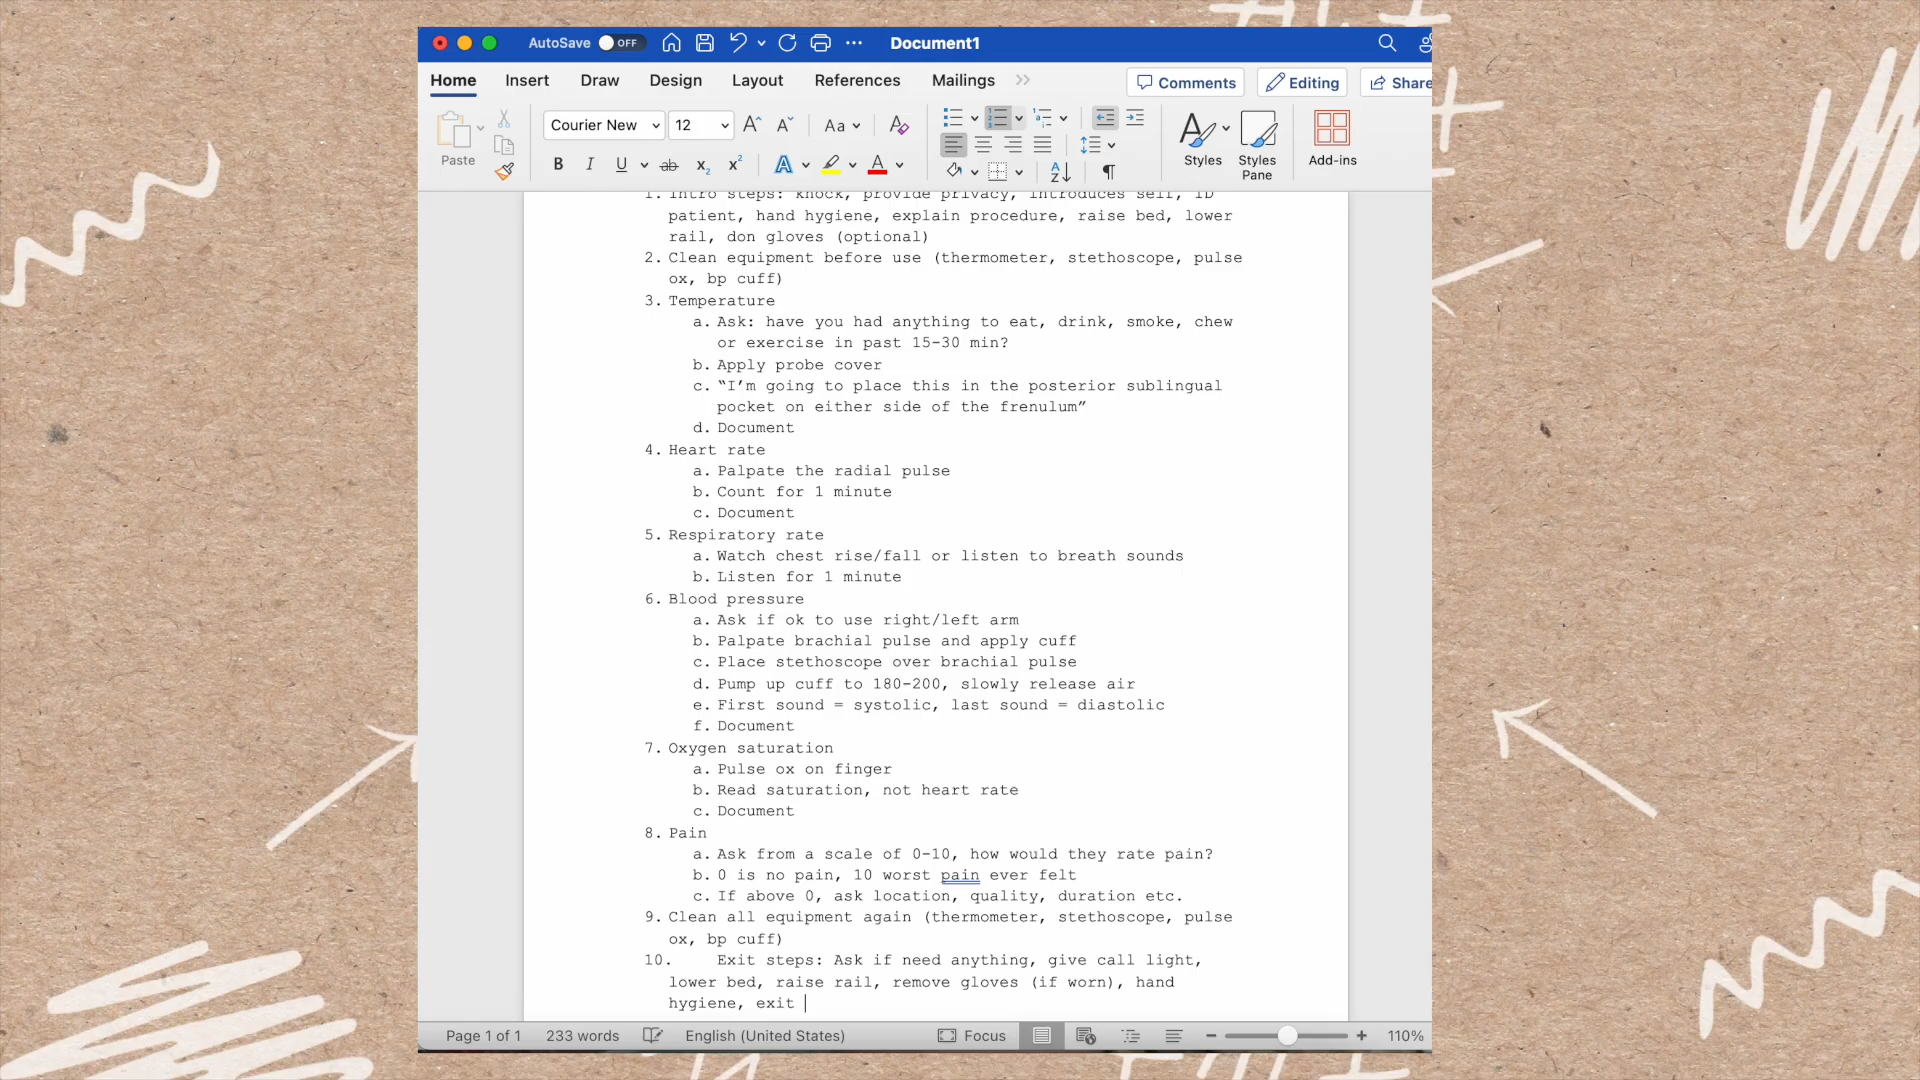 AutoSave OFF Document1
Home Insert Draw Design Layout References Mailings Comments Editing Share
Courier New 12 Aa
Paste B I U ab x₂ x² A A Styles Styles Pane Add-ins
1. Intro steps: knock, provide privacy, introduces self, ID
patient, hand hygiene, explain procedure, raise bed, lower
rail, don gloves (optional)
2. Clean equipment before use (thermometer, stethoscope, pulse
ox, bp cuff)
3. Temperature
a. Ask: have you had anything to eat, drink, smoke, chew
or exercise in past 15-30 min?
b. Apply probe cover
c. “I’m going to place this in the posterior sublingual
pocket on either side of the frenulum”
d. Document
4. Heart rate
a. Palpate the radial pulse
b. Count for 1 minute
c. Document
5. Respiratory rate
a. Watch chest rise/fall or listen to breath sounds
b. Listen for 1 minute
6. Blood pressure
a. Ask if ok to use right/left arm
b. Palpate brachial pulse and apply cuff
c. Place stethoscope over brachial pulse
d. Pump up cuff to 180-200, slowly release air
e. First sound = systolic, last sound = diastolic
f. Document
7. Oxygen saturation
a. Pulse ox on finger
b. Read saturation, not heart rate
c. Document
8. Pain
a. Ask from a scale of 0-10, how would they rate pain?
b. 0 is no pain, 10 worst pain ever felt
c. If above 0, ask location, quality, duration etc.
9. Clean all equipment again (thermometer, stethoscope, pulse
ox, bp cuff)
10. Exit steps: Ask if need anything, give call light,
lower bed, raise rail, remove gloves (if worn), hand
hygiene, exit
Page 1 of 1 233 words English (United States) Focus 110%